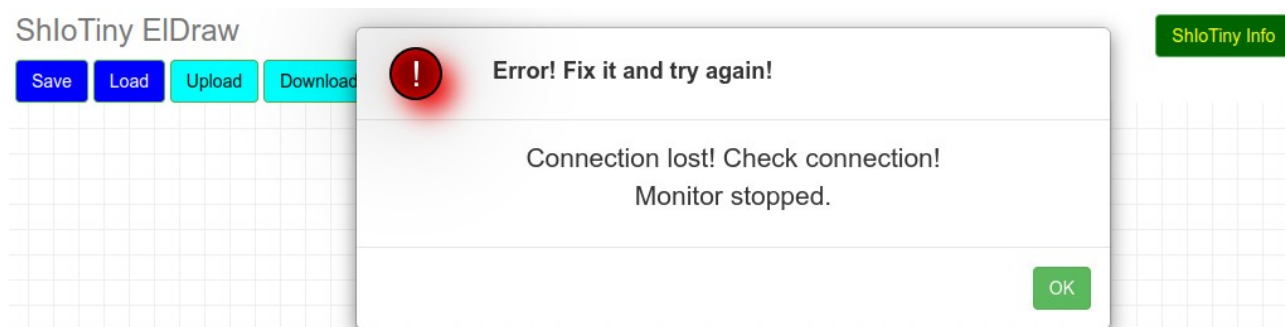 ShIoTiny ElDraw
ShIoTiny Info
Save Load Upload Download
!
Error! Fix it and try again!
Connection lost! Check connection!
Monitor stopped.
OK